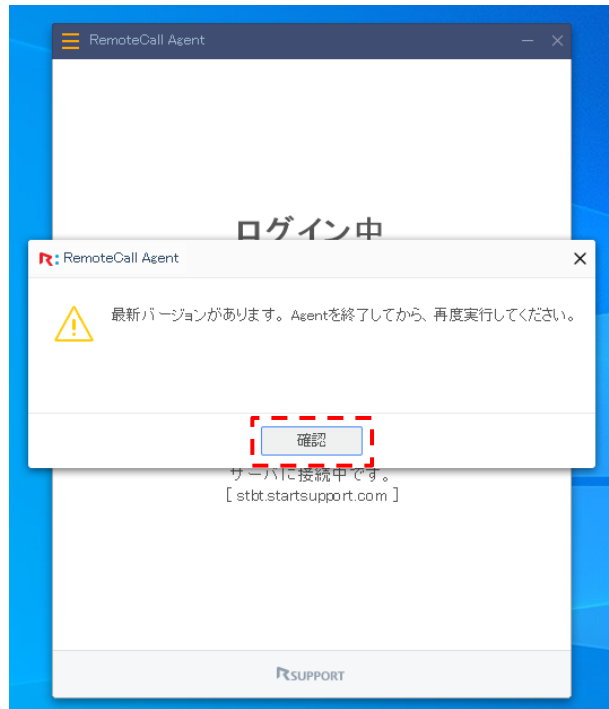 RemoteCall Agent
ログイン中
RemoteCall Agent
最新バージョンがあります。Agentを終了してから、再度実行してください。
確認
サーバに接続中です。
[ stbt.startsupport.com ]
RSUPPORT